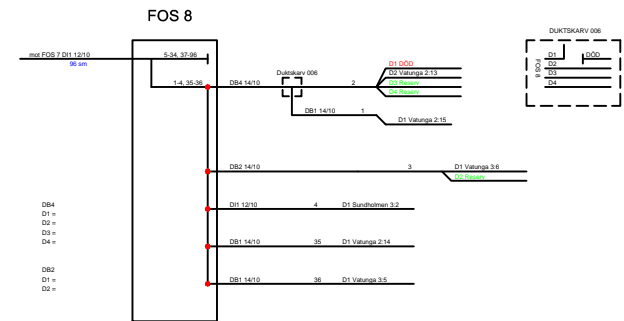 FOS 8
DUKTSKARV 006
mot FOS 7 DI1 12/10
96 sm
5-34, 37-96
1-4, 35-36
DB4 14/10
Duktskarv 006
2
D1 DÖD
D2 Vatunga 2:13
D3 Reserv
D4 Reserv
DB1 14/10
1
D1 Vatunga 2:15
FOS 8
D1
DÖD
D2
D3
D4
DB2 14/10
3
D1 Vatunga 3:6
D2 Reserv
DI1 12/10
4
D1 Sundholmen 3:2
DB1 14/10
35
D1 Vatunga 2:14
DB1 14/10
36
D1 Vatunga 3:5
DB4
D1 =
D2 =
D3 =
D4 =
DB2
D1 =
D2 =